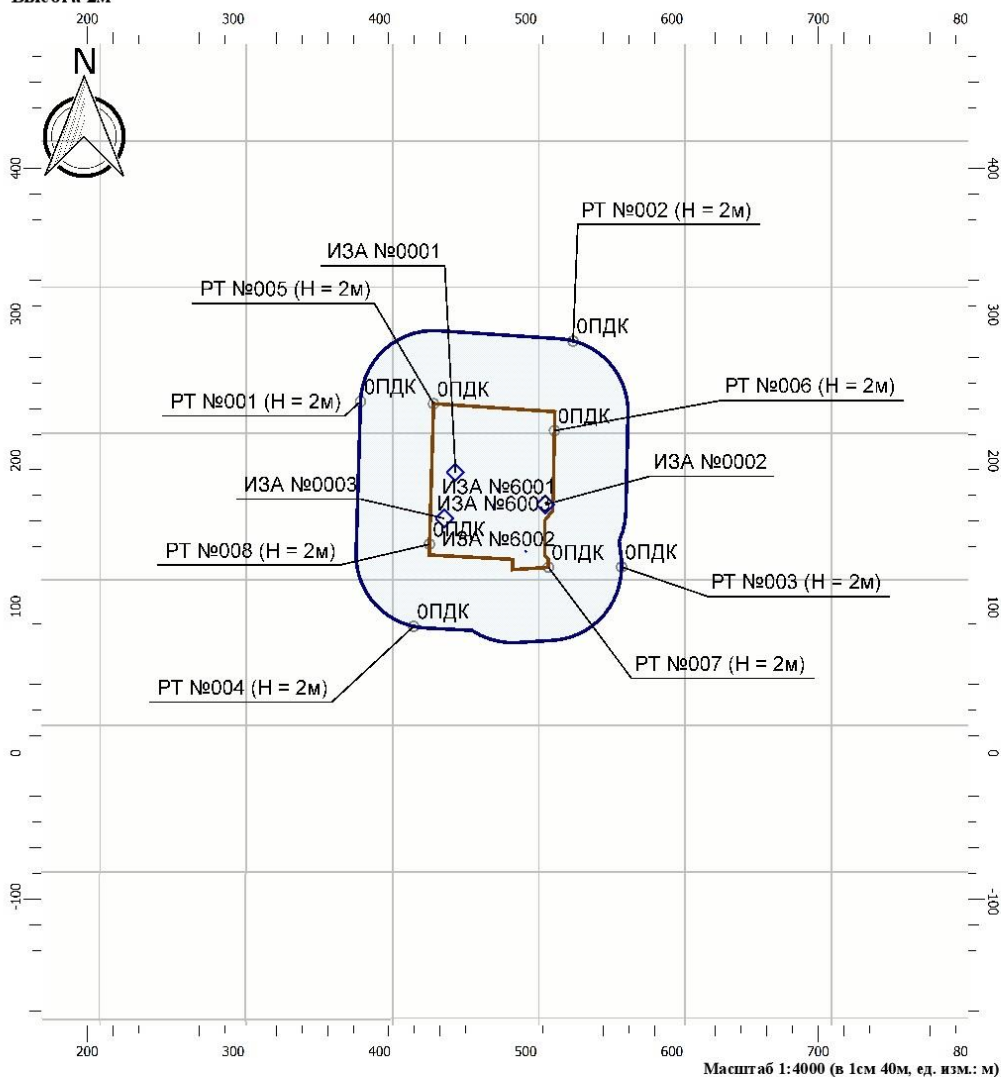 Высота 2м
200 300 400 500 600 700 80
N
400 400
РТ №002 (Н = 2м)
ИЗА №0001
РТ №005 (Н = 2м)
300 300
0ПДК
0ПДК 0ПДК
РТ №006 (Н = 2м)
РТ №001 (Н = 2м)
0ПДК
200 200
ИЗА №0002
ИЗА №0003
ИЗА №6001
0ПДК
ИЗА №6002
РТ №008 (Н = 2м)
0ПДК 0ПДК
РТ №003 (Н = 2м)
100 100
0ПДК
РТ №007 (Н = 2м)
РТ №004 (Н = 2м)
0 0
-100 -100
200 300 400 500 600 700
Масштаб 1:4000 (в 1см 40м, ед. изм.: м)